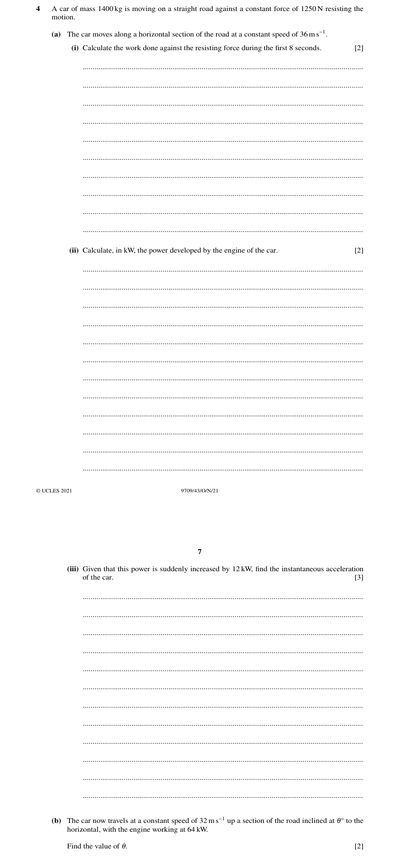 4 A car of mass 1400 kg is moving on a straight road against a constant force of 1250 N resisting the
motion.
(a) The car moves along a horizontal section of the road at a constant speed of 36 m s⁻¹.
(i) Calculate the work done against the resisting force during the first 8 seconds. [2]
(ii) Calculate, in kW, the power developed by the engine of the car. [2]
© UCLES 2021 9709/43/O/N/21
7
(iii) Given that this power is suddenly increased by 12 kW, find the instantaneous acceleration
of the car. [3]
(b) The car now travels at a constant speed of 32 m s⁻¹ up a section of the road inclined at θ° to the
horizontal, with the engine working at 64 kW.
Find the value of θ. [2]